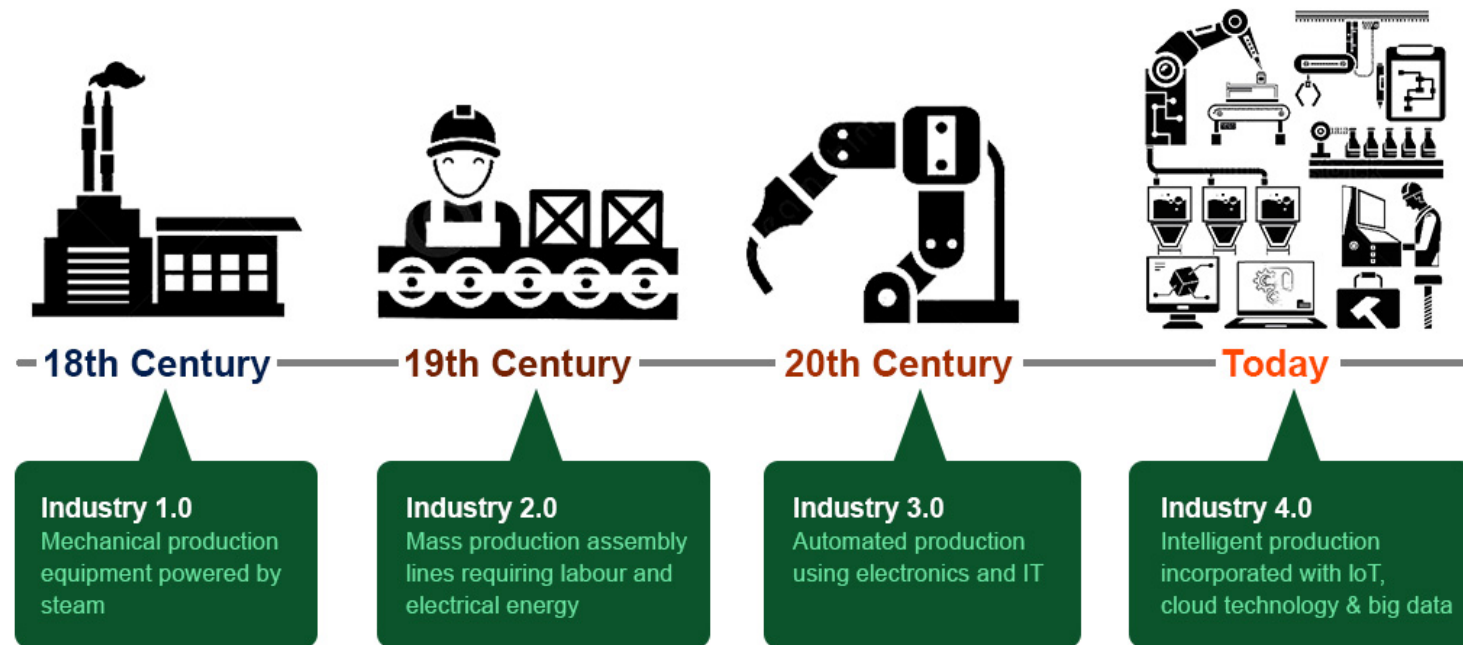 18th Century
19th Century
20th Century
Today
Industry 1.0
Mechanical production
equipment powered by
steam
Industry 2.0
Mass production assembly
lines requiring labour and
electrical energy
Industry 3.0
Automated production
using electronics and IT
Industry 4.0
Intelligent production
incorporated with IoT,
cloud technology & big data